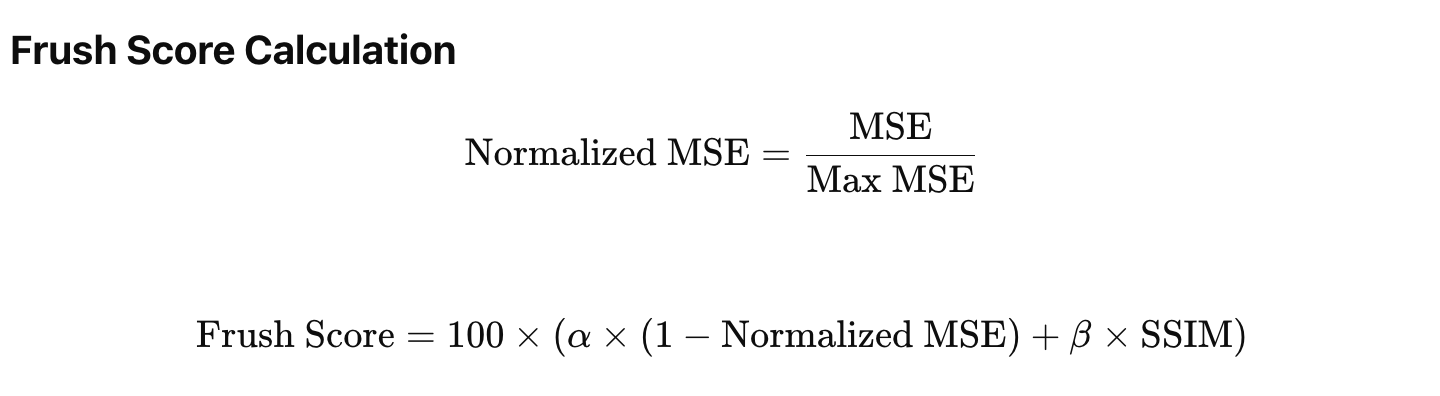 Frush Score Calculation
Normalized MSE = MSE / Max MSE
Frush Score = 100 × (α × (1 − Normalized MSE) + β × SSIM)